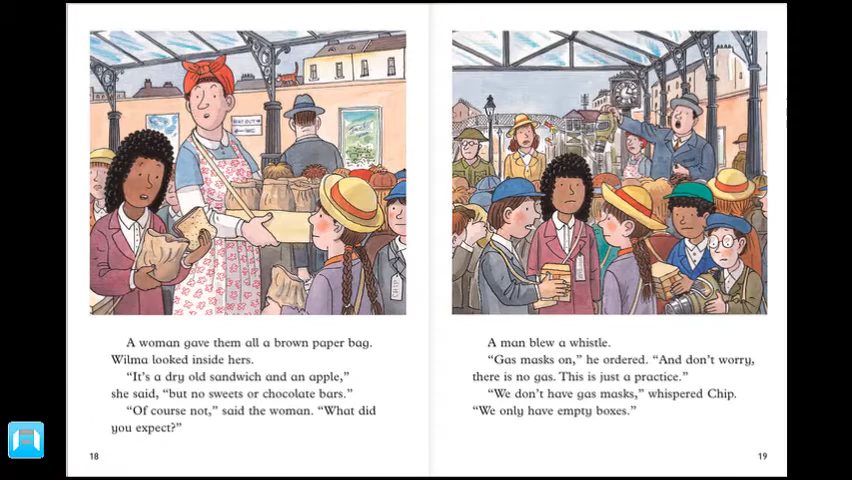 A woman gave them all a brown paper bag.
Wilma looked inside hers.
"It's a dry old sandwich and an apple,"
she said, "but no sweets or chocolate bars."
"Of course not," said the woman. "What did
you expect?"
18
A man blew a whistle.
"Gas masks on," he ordered. "And don't worry,
there is no gas. This is just a practice."
"We don't have gas masks," whispered Chip.
"We only have empty boxes."
19
CHIP